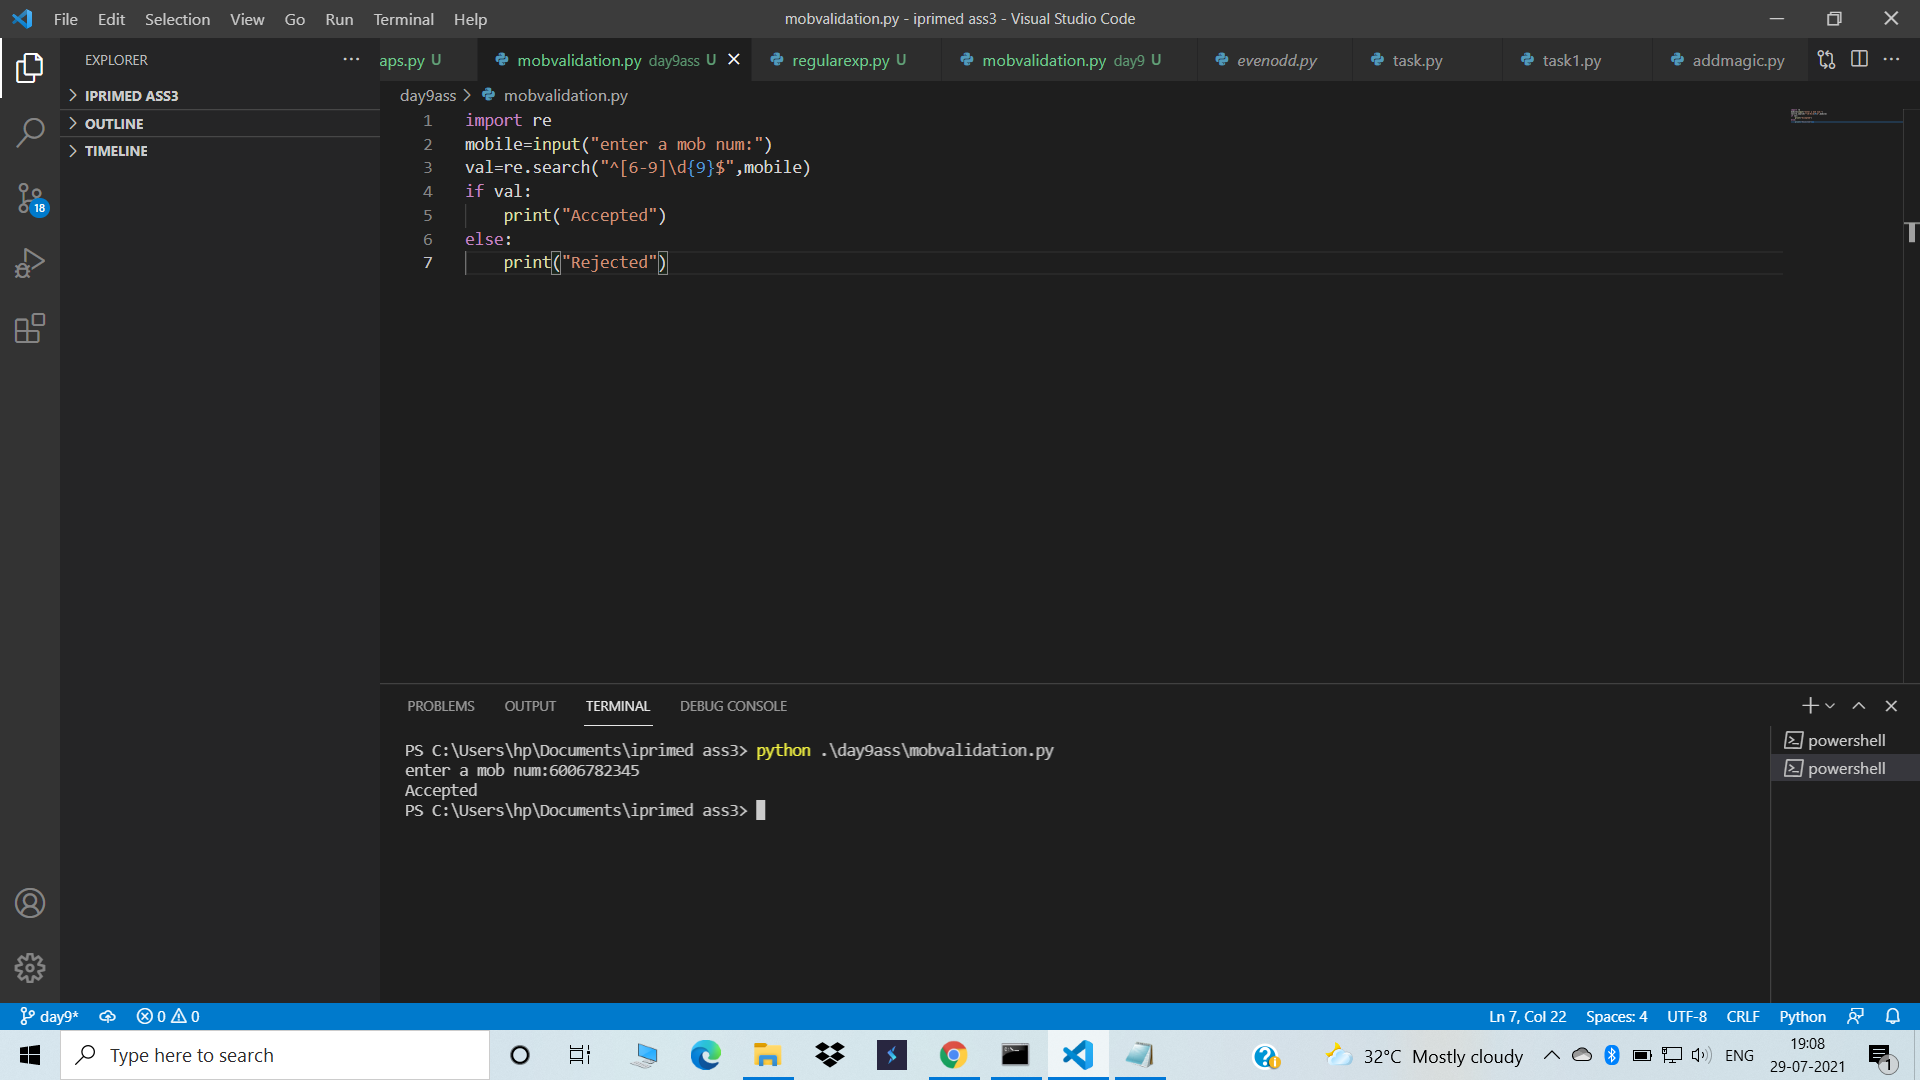 File Edit Selection View Go Run Terminal Help
mobvalidation.py - iprimed ass3 - Visual Studio Code
EXPLORER
aps.py U
mobvalidation.py day9ass U
regularexp.py U
mobvalidation.py day9 U
evenodd.py
task.py
task1.py
addmagic.py
IPRIMED ASS3
OUTLINE
TIMELINE
18
day9ass > mobvalidation.py
1 import re
2 mobile=input("enter a mob num:")
3 val=re.search("^[6-9]\d{9}$",mobile)
4 if val:
5 print("Accepted")
6 else:
7 print("Rejected")
PROBLEMS OUTPUT TERMINAL DEBUG CONSOLE
PS C:\Users\hp\Documents\iprimed ass3> python .\day9ass\mobvalidation.py
enter a mob num:6006782345
Accepted
PS C:\Users\hp\Documents\iprimed ass3>
powershell
powershell
day9* 0 0
Ln 7, Col 22 Spaces: 4 UTF-8 CRLF Python
Type here to search
32°C Mostly cloudy
ENG
19:08
29-07-2021
1